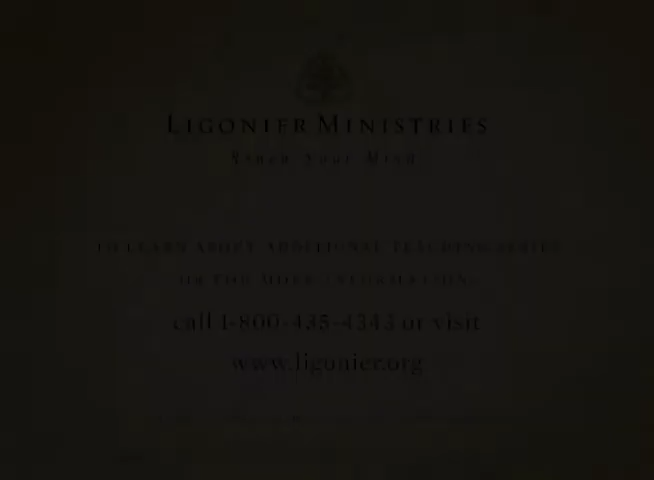 LIGONIER MINISTRIES
Renew Your Mind
TO LEARN ABOUT ADDITIONAL TEACHING SERIES
OR FOR MORE INFORMATION,
call 1-800-435-4343 or visit
www.ligonier.org